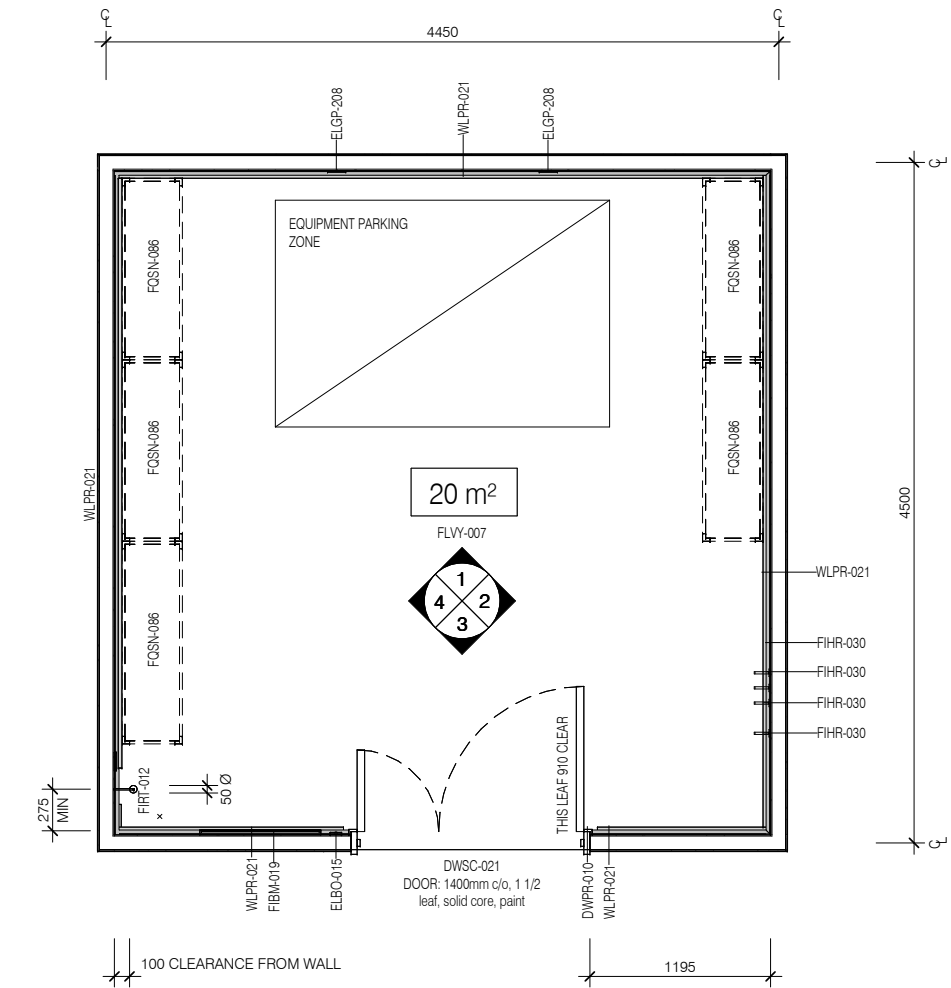 ℄
℄
4450
ELGP-208
WLPR-021
ELGP-208
℄
EQUIPMENT PARKING
ZONE
FQSN-086
FQSN-086
FQSN-086
FQSN-086
WLPR-021
20 m²
4500
FLVY-007
1
4
2
3
WLPR-021
FQSN-086
FIHR-030
FIHR-030
FIHR-030
FIHR-030
THIS LEAF 910 CLEAR
275
MIN
FIRT-012
50 Ø
×
℄
WLPR-021
FIBM-019
ELBO-015
DWSC-021
DOOR: 1400mm c/o, 1 1/2
leaf, solid core, paint
DWPR-010
WLPR-021
100 CLEARANCE FROM WALL
1195